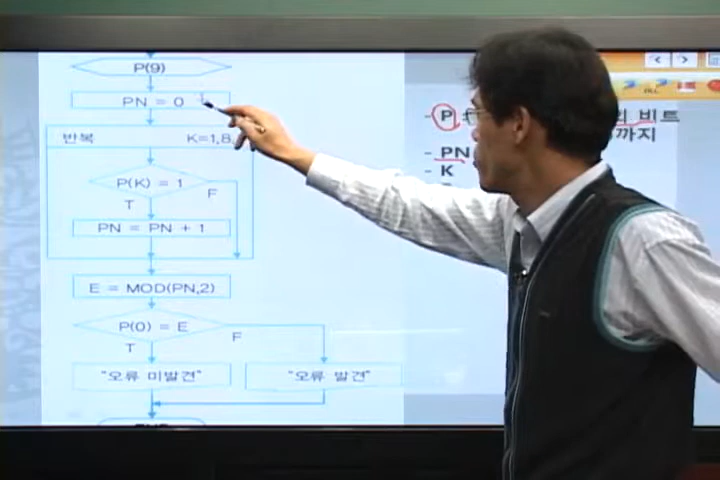 P(9)
PN = 0
반복 K=1,8,
P(K) = 1
T
F
PN = PN + 1
E = MOD(PN,2)
P(0) = E
T
F
"오류 미발견"
"오류 발견"
- P
비트
까지
- PN
- K